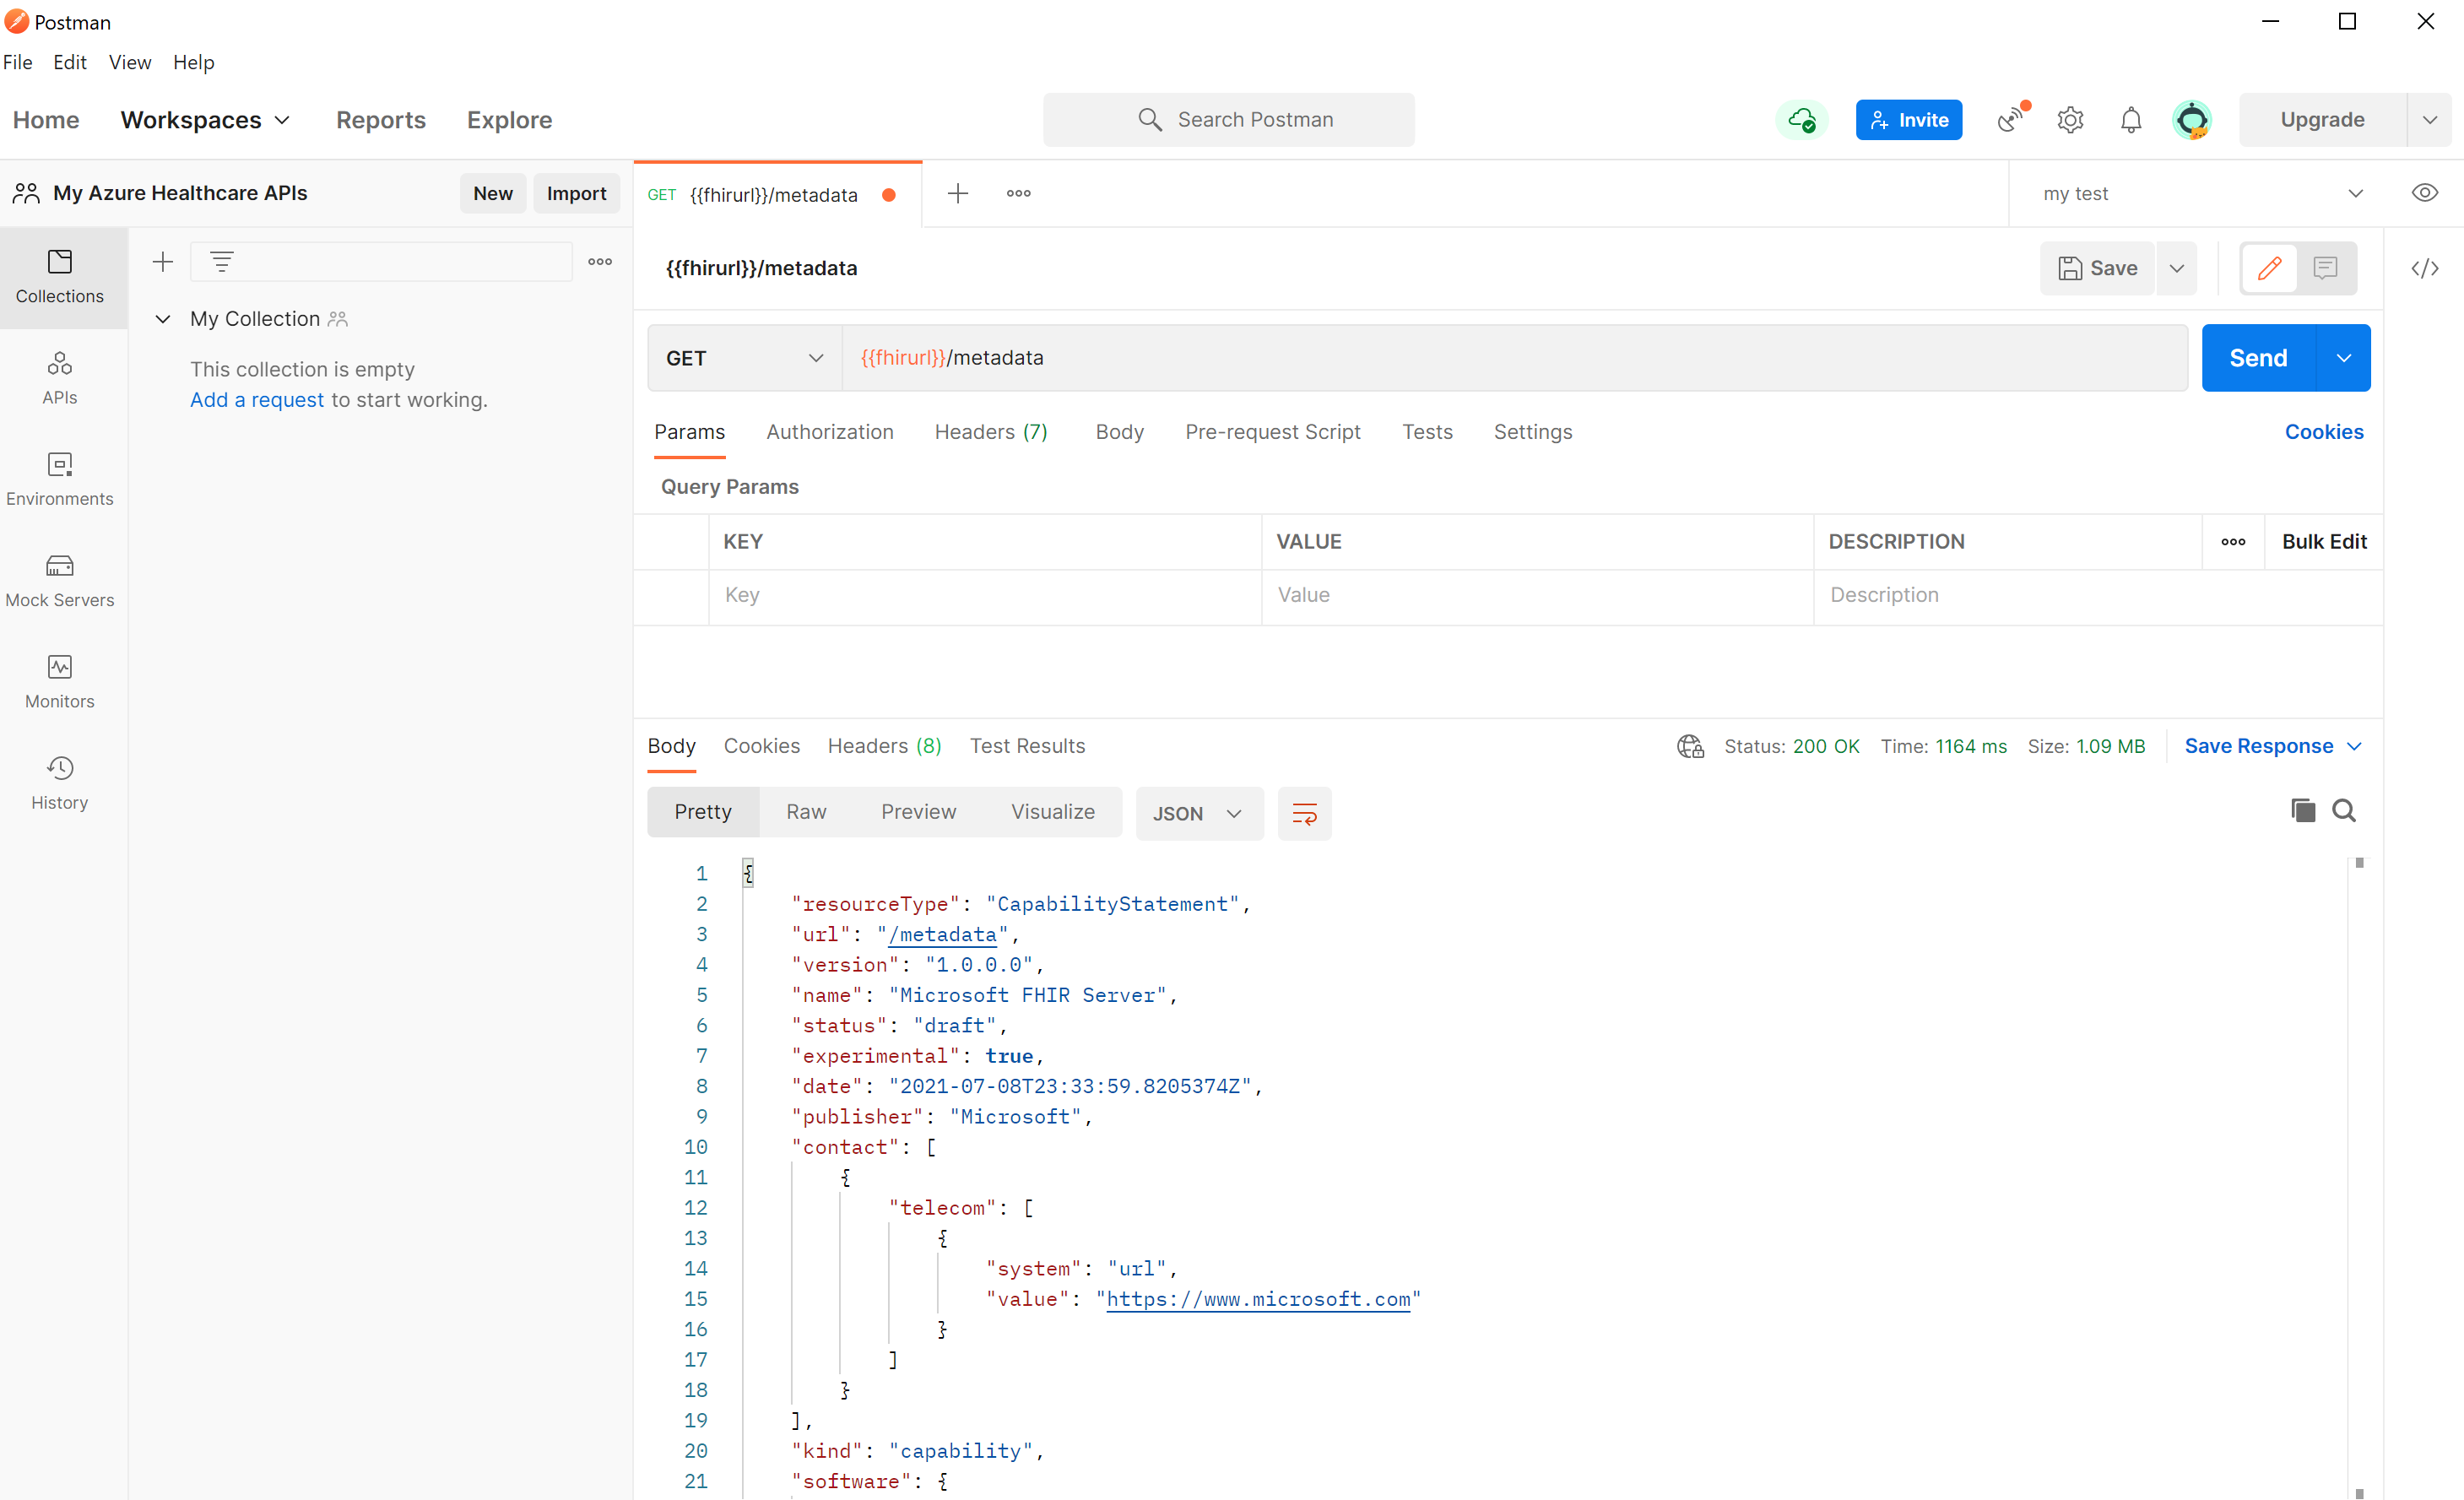 Postman
File Edit View Help
Home Workspaces Reports Explore Search Postman Invite Upgrade
My Azure Healthcare APIs New Import GET {{fhirurl}}/metadata my test
Collections
{{fhirurl}}/metadata Save
My Collection
This collection is empty
Add a request to start working.
APIs
Environments
Mock Servers
Monitors
History
GET {{fhirurl}}/metadata Send
Params Authorization Headers (7) Body Pre-request Script Tests Settings Cookies
Query Params
KEY VALUE DESCRIPTION Bulk Edit
Key Value Description
Body Cookies Headers (8) Test Results Status: 200 OK Time: 1164 ms Size: 1.09 MB Save Response
Pretty Raw Preview Visualize JSON
1 {
2 "resourceType": "CapabilityStatement",
3 "url": "/metadata",
4 "version": "1.0.0.0",
5 "name": "Microsoft FHIR Server",
6 "status": "draft",
7 "experimental": true,
8 "date": "2021-07-08T23:33:59.8205374Z",
9 "publisher": "Microsoft",
10 "contact": [
11 {
12 "telecom": [
13 {
14 "system": "url",
15 "value": "https://www.microsoft.com"
16 }
17 ]
18 }
19 ],
20 "kind": "capability",
21 "software": {